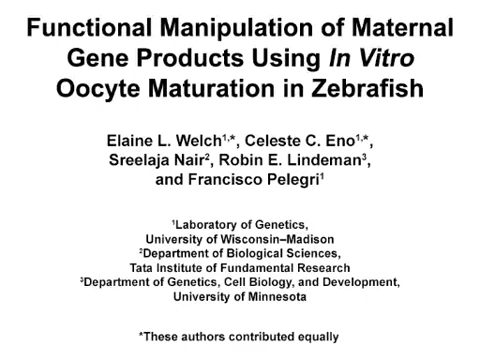 Functional Manipulation of Maternal
Gene Products Using In Vitro
Oocyte Maturation in Zebrafish
Elaine L. Welch¹,*, Celeste C. Eno¹,*,
Sreelaja Nair², Robin E. Lindeman³,
and Francisco Pelegri¹
¹Laboratory of Genetics,
University of Wisconsin–Madison
²Department of Biological Sciences,
Tata Institute of Fundamental Research
³Department of Genetics, Cell Biology, and Development,
University of Minnesota
*These authors contributed equally